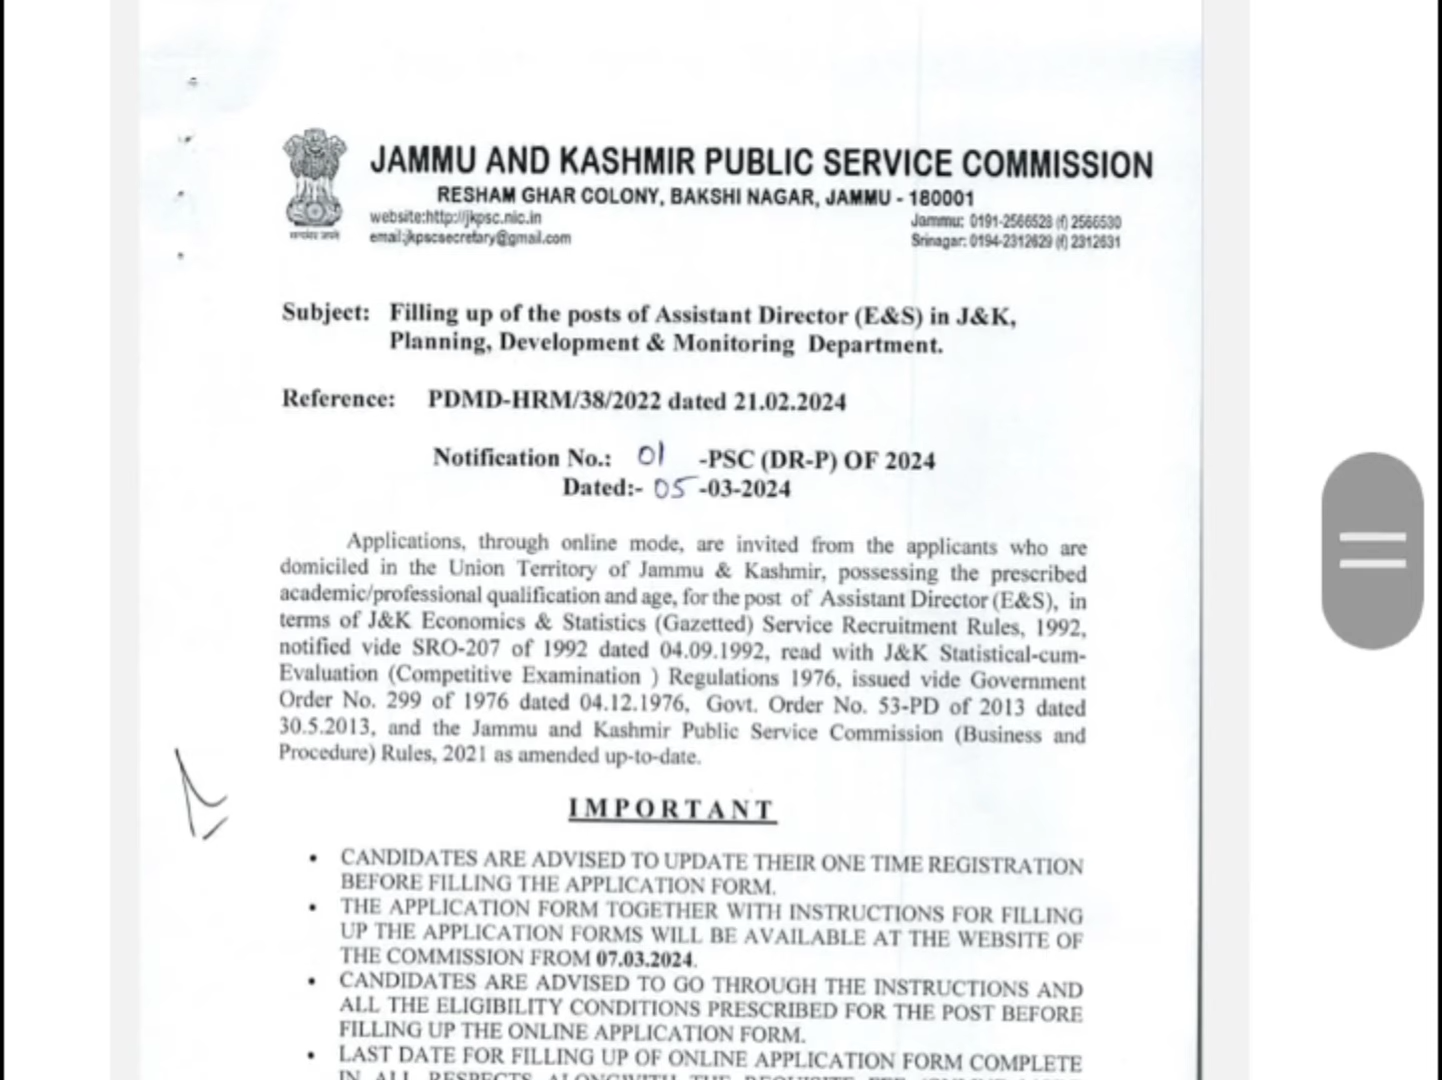 JAMMU AND KASHMIR PUBLIC SERVICE COMMISSION
RESHAM GHAR COLONY, BAKSHI NAGAR, JAMMU - 180001
website:http://jkpsc.nic.in
email:jkpscsecretary@gmail.com
Jammu: 0191-2566528 (f) 2566530
Srinagar: 0194-2312629 (f) 2312631
सत्यमेव जयते
Subject: Filling up of the posts of Assistant Director (E&S) in J&K,
Planning, Development & Monitoring Department.
Reference: PDMD-HRM/38/2022 dated 21.02.2024
Notification No.: 01 -PSC (DR-P) OF 2024
Dated:- 05 -03-2024
Applications, through online mode, are invited from the applicants who are
domiciled in the Union Territory of Jammu & Kashmir, possessing the prescribed
academic/professional qualification and age, for the post of Assistant Director (E&S), in
terms of J&K Economics & Statistics (Gazetted) Service Recruitment Rules, 1992,
notified vide SRO-207 of 1992 dated 04.09.1992, read with J&K Statistical-cum-
Evaluation (Competitive Examination ) Regulations 1976, issued vide Government
Order No. 299 of 1976 dated 04.12.1976, Govt. Order No. 53-PD of 2013 dated
30.5.2013, and the Jammu and Kashmir Public Service Commission (Business and
Procedure) Rules, 2021 as amended up-to-date.
IMPORTANT
• CANDIDATES ARE ADVISED TO UPDATE THEIR ONE TIME REGISTRATION
BEFORE FILLING THE APPLICATION FORM.
• THE APPLICATION FORM TOGETHER WITH INSTRUCTIONS FOR FILLING
UP THE APPLICATION FORMS WILL BE AVAILABLE AT THE WEBSITE OF
THE COMMISSION FROM 07.03.2024.
• CANDIDATES ARE ADVISED TO GO THROUGH THE INSTRUCTIONS AND
ALL THE ELIGIBILITY CONDITIONS PRESCRIBED FOR THE POST BEFORE
FILLING UP THE ONLINE APPLICATION FORM.
• LAST DATE FOR FILLING UP OF ONLINE APPLICATION FORM COMPLETE